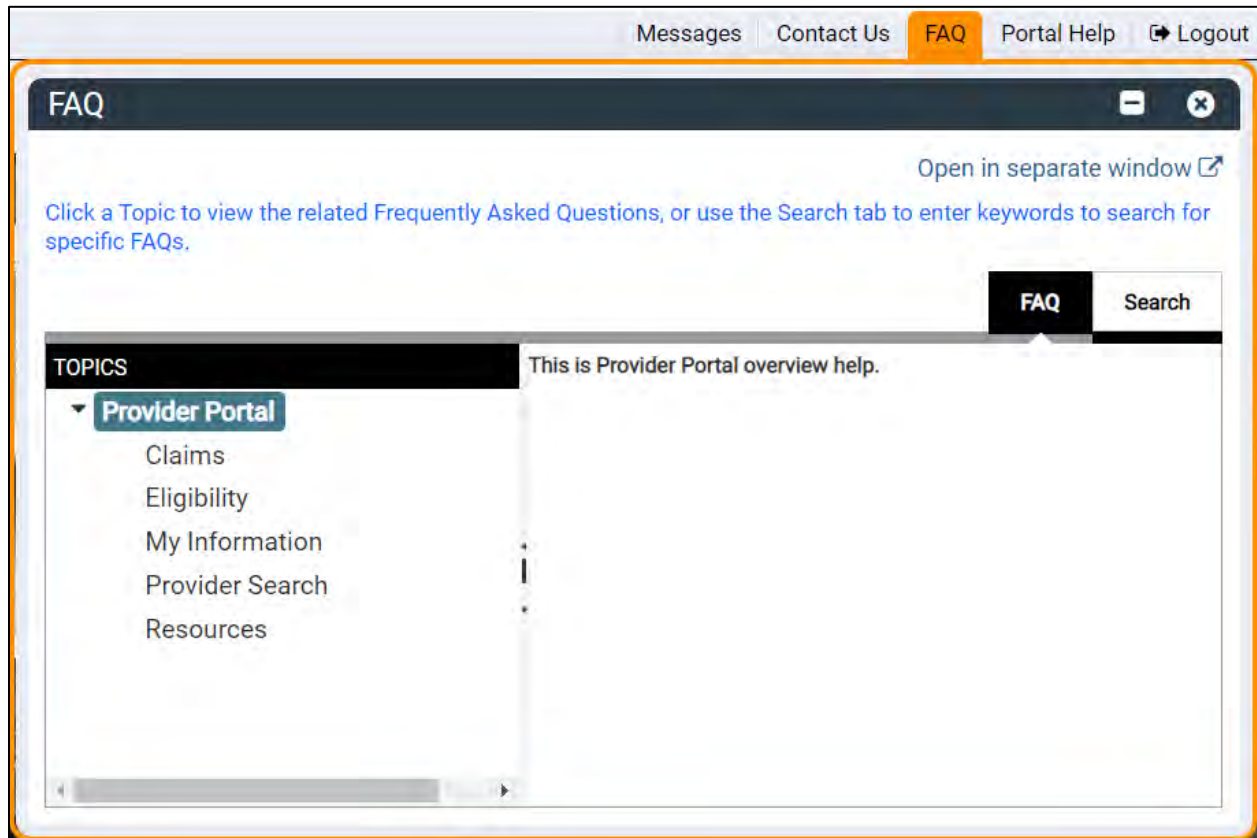 Messages Contact Us FAQ Portal Help Logout
FAQ
Open in separate window
Click a Topic to view the related Frequently Asked Questions, or use the Search tab to enter keywords to search for
specific FAQs.
FAQ Search
TOPICS
This is Provider Portal overview help.
Provider Portal
Claims
Eligibility
My Information
Provider Search
Resources